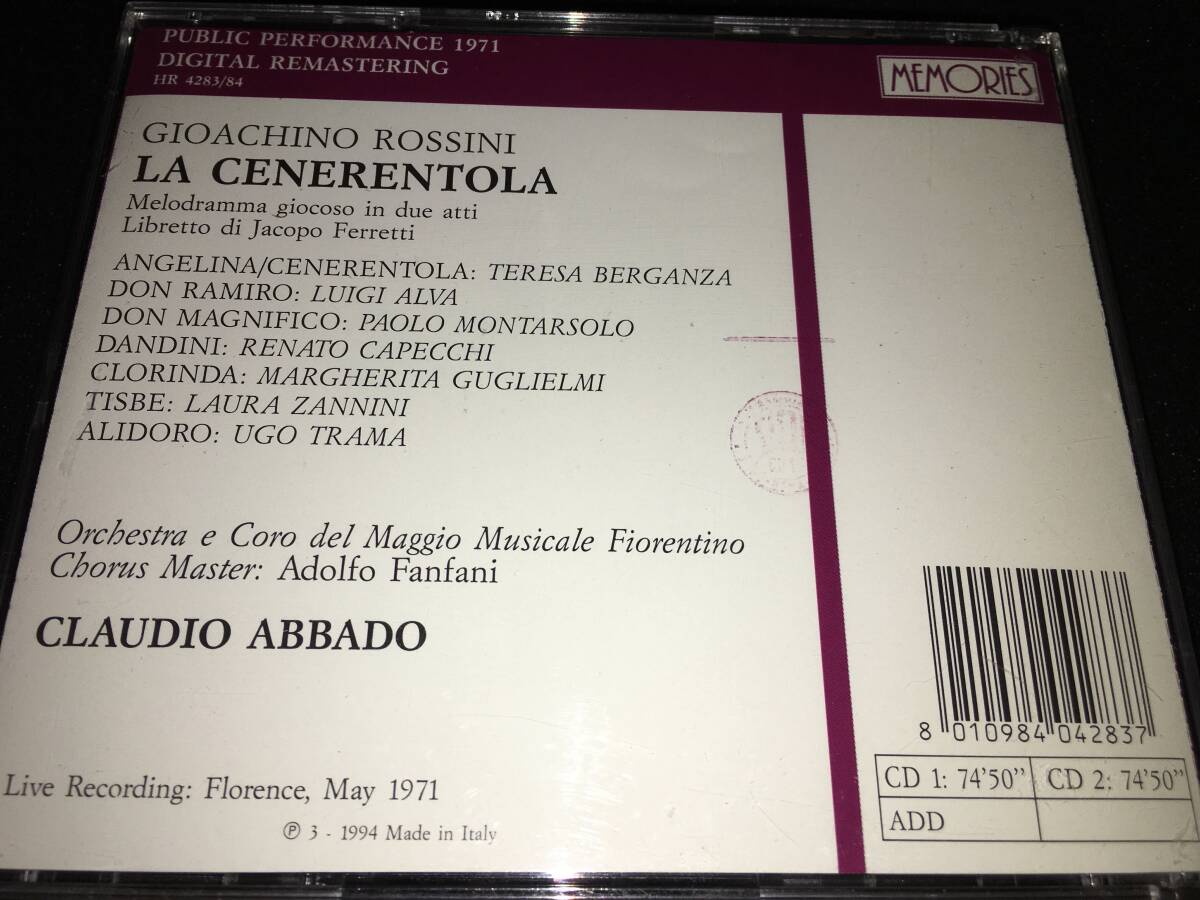 PUBLIC PERFORMANCE 1971
DIGITAL REMASTERING
HR 4283/84
MEMORIES
GIOACHINO ROSSINI
LA CENERENTOLA
Melodramma giocoso in due atti
Libretto di Jacopo Ferretti
ANGELINA/CENERENTOLA: TERESA BERGANZA
DON RAMIRO: LUIGI ALVA
DON MAGNIFICO: PAOLO MONTARSOLO
DANDINI: RENATO CAPECCHI
CLORINDA: MARGHERITA GUGLIELMI
TISBE: LAURA ZANNINI
ALIDORO: UGO TRAMA
Orchestra e Coro del Maggio Musicale Fiorentino
Chorus Master: Adolfo Fanfani
CLAUDIO ABBADO
Live Recording: Florence, May 1971
℗ 3 - 1994 Made in Italy
8 010984 042837
CD 1: 74'50" CD 2: 74'50"
ADD